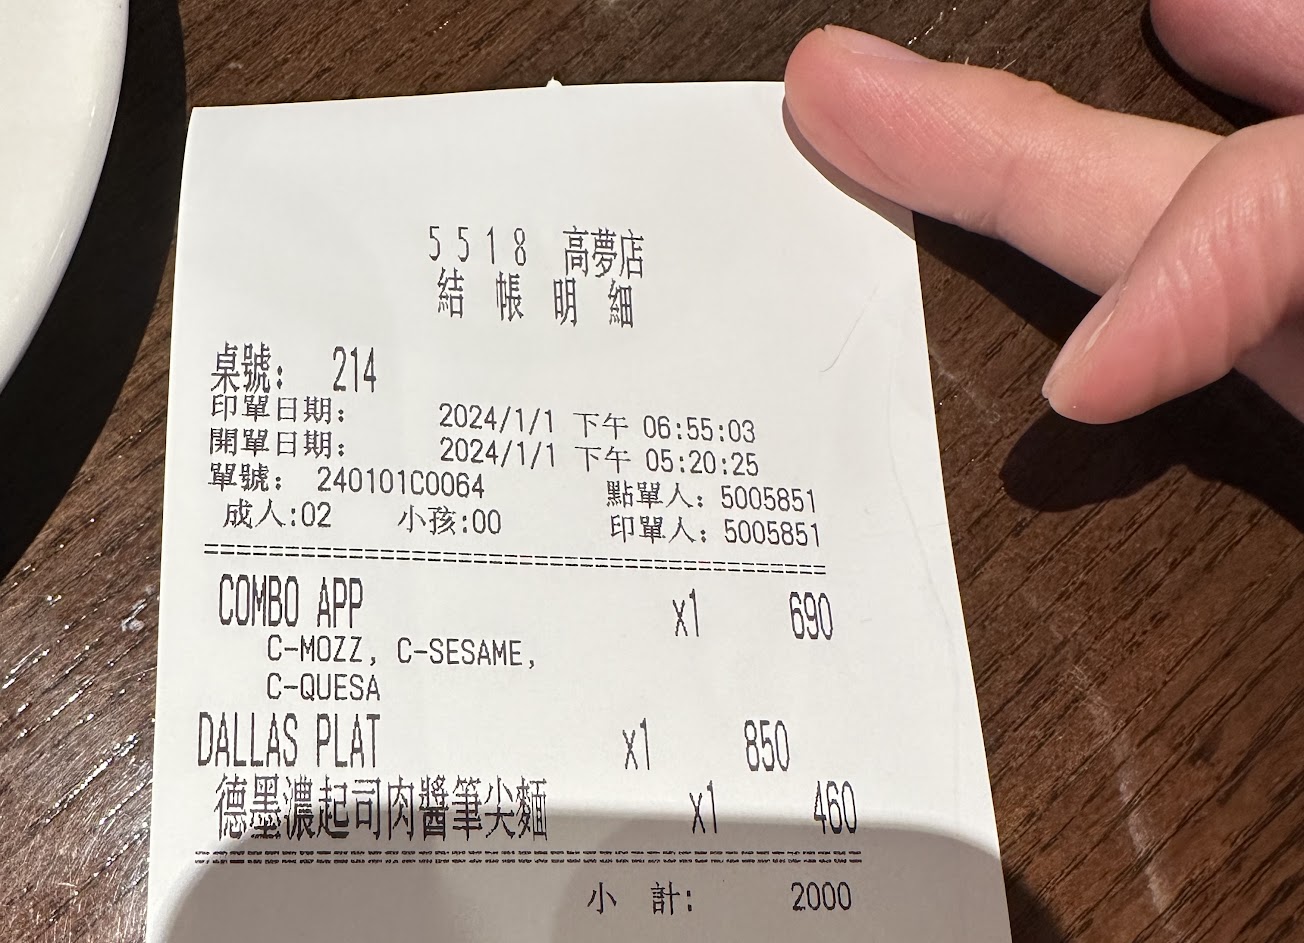 5518 高夢店
結帳明細
桌號: 214
印單日期: 2024/1/1 下午 06:55:03
開單日期: 2024/1/1 下午 05:20:25
單號: 240101C0064 點單人: 5005851
成人:02 小孩:00 印單人: 5005851
COMBO APP x1 690
C-MOZZ, C-SESAME,
C-QUESA
DALLAS PLAT x1 850
德墨濃起司肉醬筆尖麵 x1 460
小 計: 2000